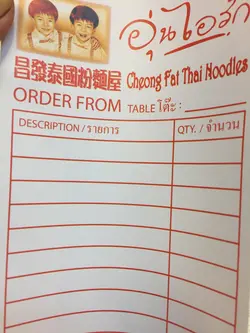 อุ่นไอรัก
昌發泰國粉麵屋
Cheong Fat Thai Noodles
ORDER FROM TABLE โต๊ะ :
DESCRIPTION / รายการ QTY. / จำนวน